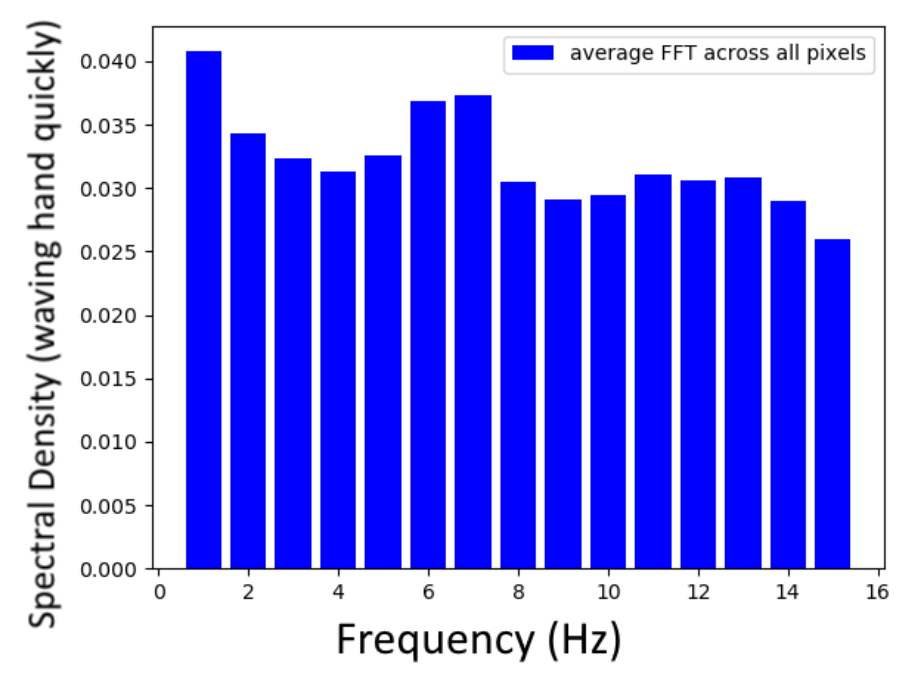 Spectral Density (waving hand quickly)
0.040
0.035
0.030
0.025
0.020
0.015
0.010
0.005
0.000
average FFT across all pixels
0 2 4 6 8 10 12 14 16
Frequency (Hz)